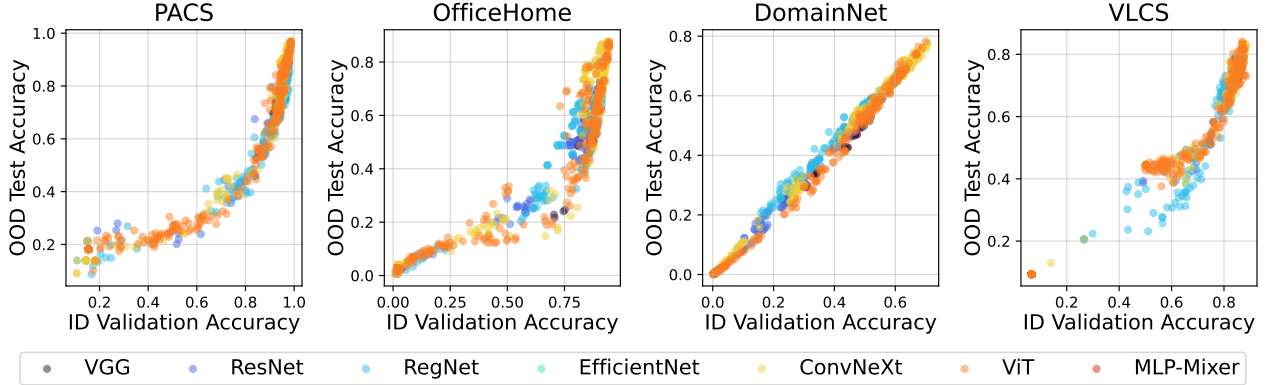 PACS
OfficeHome
DomainNet
VLCS
OOD Test Accuracy
1.0
0.8
0.6
0.4
0.2
0.2 0.4 0.6 0.8 1.0
ID Validation Accuracy
OOD Test Accuracy
0.8
0.6
0.4
0.2
0.0
0.00 0.25 0.50 0.75
ID Validation Accuracy
OOD Test Accuracy
0.8
0.6
0.4
0.2
0.0
0.0 0.2 0.4 0.6
ID Validation Accuracy
OOD Test Accuracy
0.8
0.6
0.4
0.2
0.2 0.4 0.6 0.8
ID Validation Accuracy
VGG ResNet RegNet EfficientNet ConvNeXt ViT MLP-Mixer